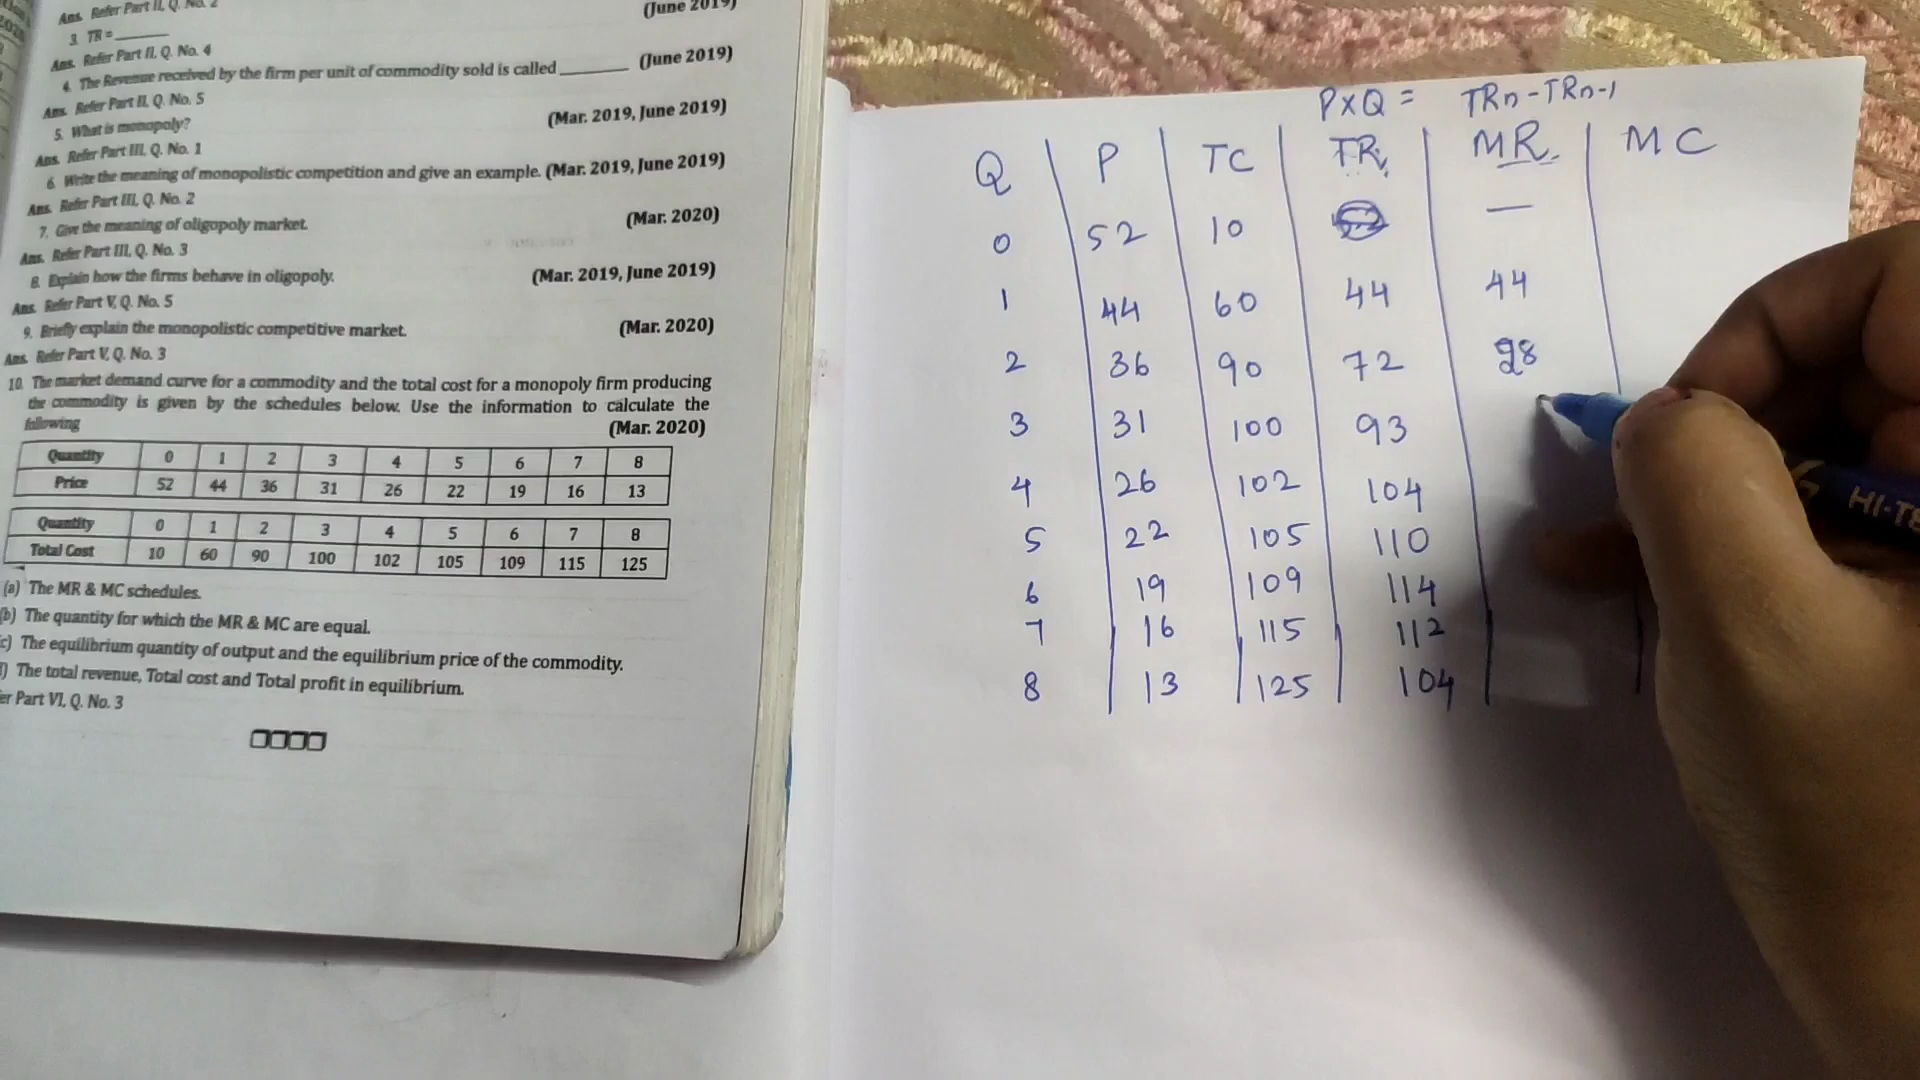 Ans. Refer Part II, Q. No. 2
(June 2019)
3. TR = ______
Ans. Refer Part II, Q. No. 4
4. The Revenue received by the firm per unit of commodity sold is called ______ (June 2019)
Ans. Refer Part II, Q. No. 5
5. What is monopoly? (Mar. 2019, June 2019)
Ans. Refer Part III, Q. No. 1
6. Write the meaning of monopolistic competition and give an example. (Mar. 2019, June 2019)
Ans. Refer Part III, Q. No. 2
7. Give the meaning of oligopoly market. (Mar. 2020)
Ans. Refer Part III, Q. No. 3
8. Explain how the firms behave in oligopoly. (Mar. 2019, June 2019)
Ans. Refer Part V, Q. No. 5
9. Briefly explain the monopolistic competitive market. (Mar. 2020)
Ans. Refer Part V, Q. No. 3
10. The market demand curve for a commodity and the total cost for a monopoly firm producing
the commodity is given by the schedules below. Use the information to calculate the
following (Mar. 2020)
Quantity 0 1 2 3 4 5 6 7 8
Price 52 44 36 31 26 22 19 16 13
Quantity 0 1 2 3 4 5 6 7 8
Total Cost 10 60 90 100 102 105 109 115 125
(a) The MR & MC schedules.
(b) The quantity for which the MR & MC are equal.
c) The equilibrium quantity of output and the equilibrium price of the commodity.
) The total revenue, Total cost and Total profit in equilibrium.
er Part VI, Q. No. 3
P×Q = TRn-TRn-1
Q P TC TR MR MC
0 52 10 —
1 44 60 44 44
2 36 90 72 28
3 31 100 93
4 26 102 104
5 22 105 110
6 19 109 114
7 16 115 112
8 13 125 104
HI-TE